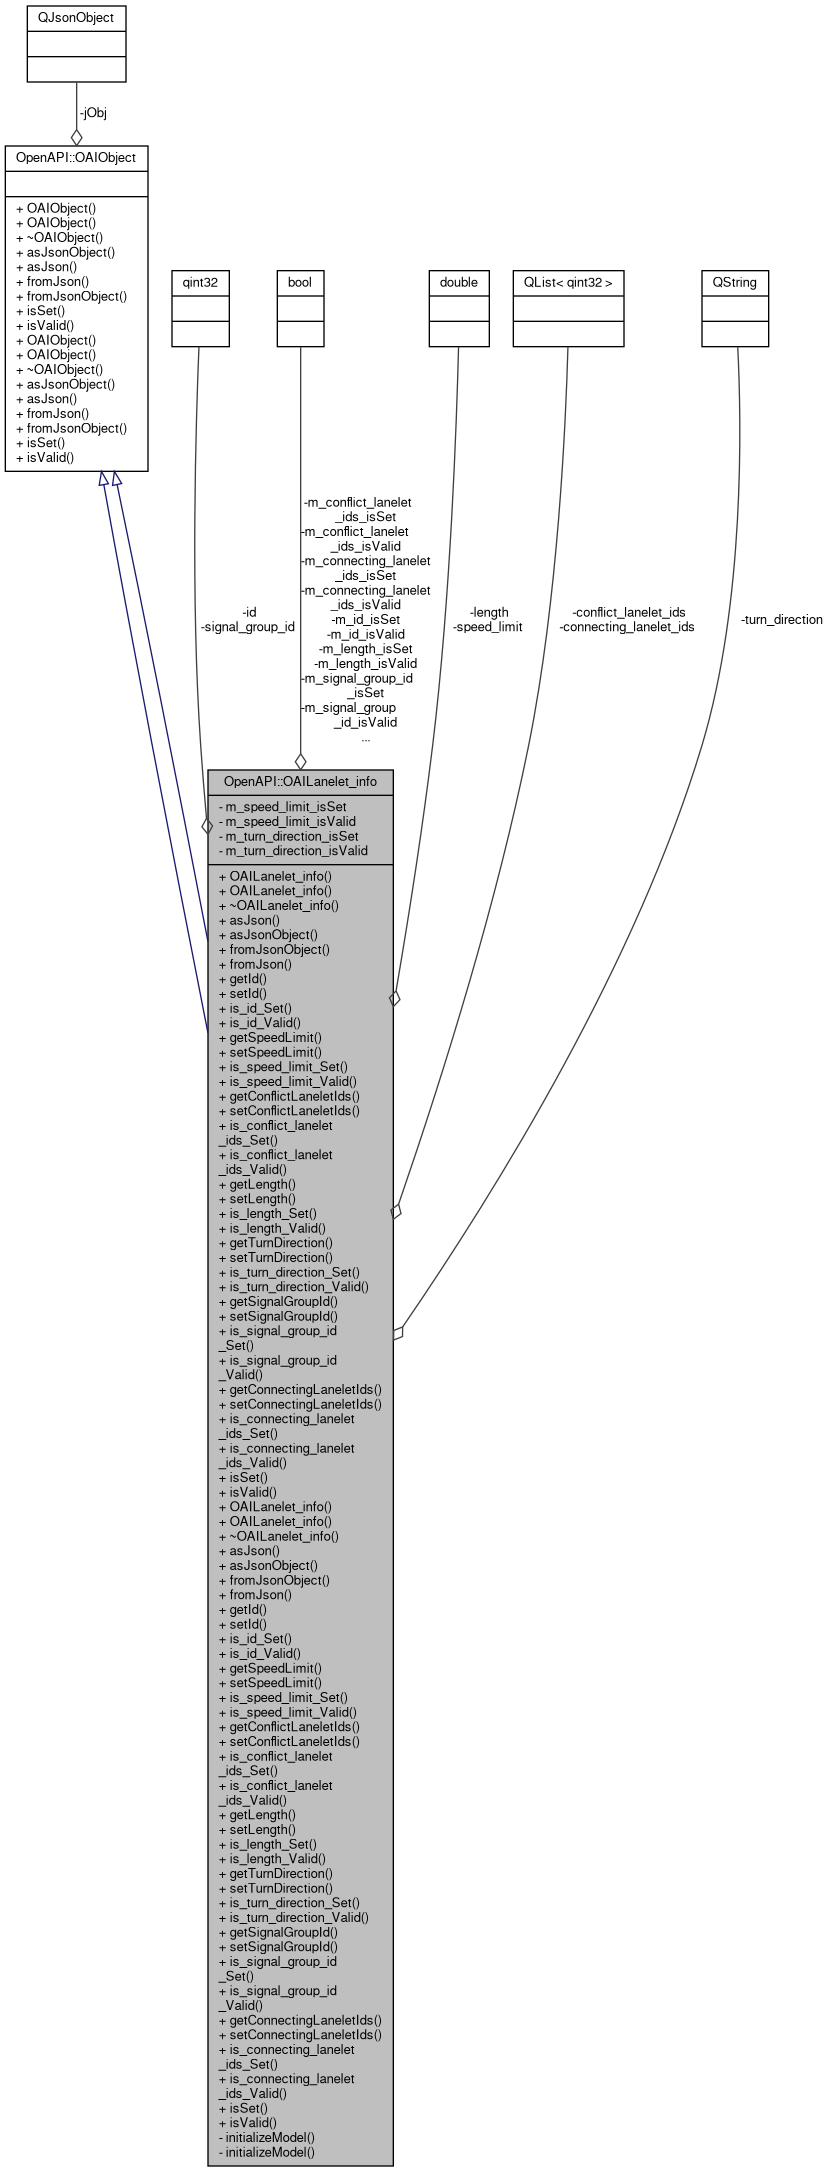 QJsonObject
-jObj
OpenAPI::OAIObject
+ OAIObject()
+ OAIObject()
+ ~OAIObject()
+ asJsonObject()
+ asJson()
+ fromJson()
+ fromJsonObject()
+ isSet()
+ isValid()
+ OAIObject()
+ OAIObject()
+ ~OAIObject()
+ asJsonObject()
+ asJson()
+ fromJson()
+ fromJsonObject()
+ isSet()
+ isValid()
qint32
bool
double
QList< qint32 >
QString
-id
-signal_group_id
-m_conflict_lanelet
_ids_isSet
-m_conflict_lanelet
_ids_isValid
-m_connecting_lanelet
_ids_isSet
-m_connecting_lanelet
_ids_isValid
-m_id_isSet
-m_id_isValid
-m_length_isSet
-m_length_isValid
-m_signal_group_id
_isSet
-m_signal_group
_id_isValid
...
-length
-speed_limit
-conflict_lanelet_ids
-connecting_lanelet_ids
-turn_direction
OpenAPI::OAILanelet_info
- m_speed_limit_isSet
- m_speed_limit_isValid
- m_turn_direction_isSet
- m_turn_direction_isValid
+ OAILanelet_info()
+ OAILanelet_info()
+ ~OAILanelet_info()
+ asJson()
+ asJsonObject()
+ fromJsonObject()
+ fromJson()
+ getId()
+ setId()
+ is_id_Set()
+ is_id_Valid()
+ getSpeedLimit()
+ setSpeedLimit()
+ is_speed_limit_Set()
+ is_speed_limit_Valid()
+ getConflictLaneletIds()
+ setConflictLaneletIds()
+ is_conflict_lanelet
_ids_Set()
+ is_conflict_lanelet
_ids_Valid()
+ getLength()
+ setLength()
+ is_length_Set()
+ is_length_Valid()
+ getTurnDirection()
+ setTurnDirection()
+ is_turn_direction_Set()
+ is_turn_direction_Valid()
+ getSignalGroupId()
+ setSignalGroupId()
+ is_signal_group_id
_Set()
+ is_signal_group_id
_Valid()
+ getConnectingLaneletIds()
+ setConnectingLaneletIds()
+ is_connecting_lanelet
_ids_Set()
+ is_connecting_lanelet
_ids_Valid()
+ isSet()
+ isValid()
+ OAILanelet_info()
+ OAILanelet_info()
+ ~OAILanelet_info()
+ asJson()
+ asJsonObject()
+ fromJsonObject()
+ fromJson()
+ getId()
+ setId()
+ is_id_Set()
+ is_id_Valid()
+ getSpeedLimit()
+ setSpeedLimit()
+ is_speed_limit_Set()
+ is_speed_limit_Valid()
+ getConflictLaneletIds()
+ setConflictLaneletIds()
+ is_conflict_lanelet
_ids_Set()
+ is_conflict_lanelet
_ids_Valid()
+ getLength()
+ setLength()
+ is_length_Set()
+ is_length_Valid()
+ getTurnDirection()
+ setTurnDirection()
+ is_turn_direction_Set()
+ is_turn_direction_Valid()
+ getSignalGroupId()
+ setSignalGroupId()
+ is_signal_group_id
_Set()
+ is_signal_group_id
_Valid()
+ getConnectingLaneletIds()
+ setConnectingLaneletIds()
+ is_connecting_lanelet
_ids_Set()
+ is_connecting_lanelet
_ids_Valid()
+ isSet()
+ isValid()
- initializeModel()
- initializeModel()